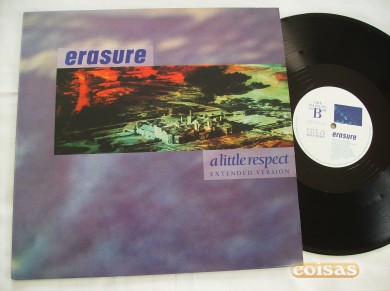 erasure
a little respect
EXTENDED VERSION
B
erasure
coisas